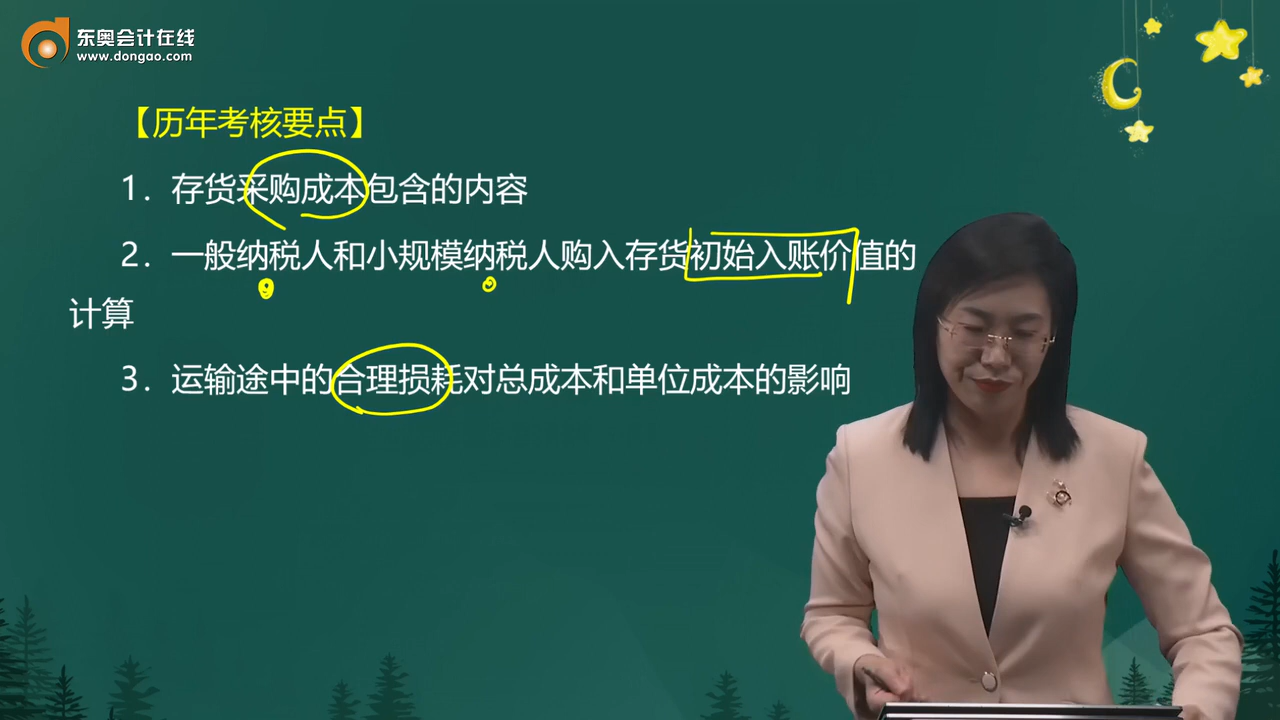 东奥会计在线
www.dongao.com
【历年考核要点】
1．存货采购成本包含的内容
2．一般纳税人和小规模纳税人购入存货初始入账价值的
计算
3．运输途中的合理损耗对总成本和单位成本的影响